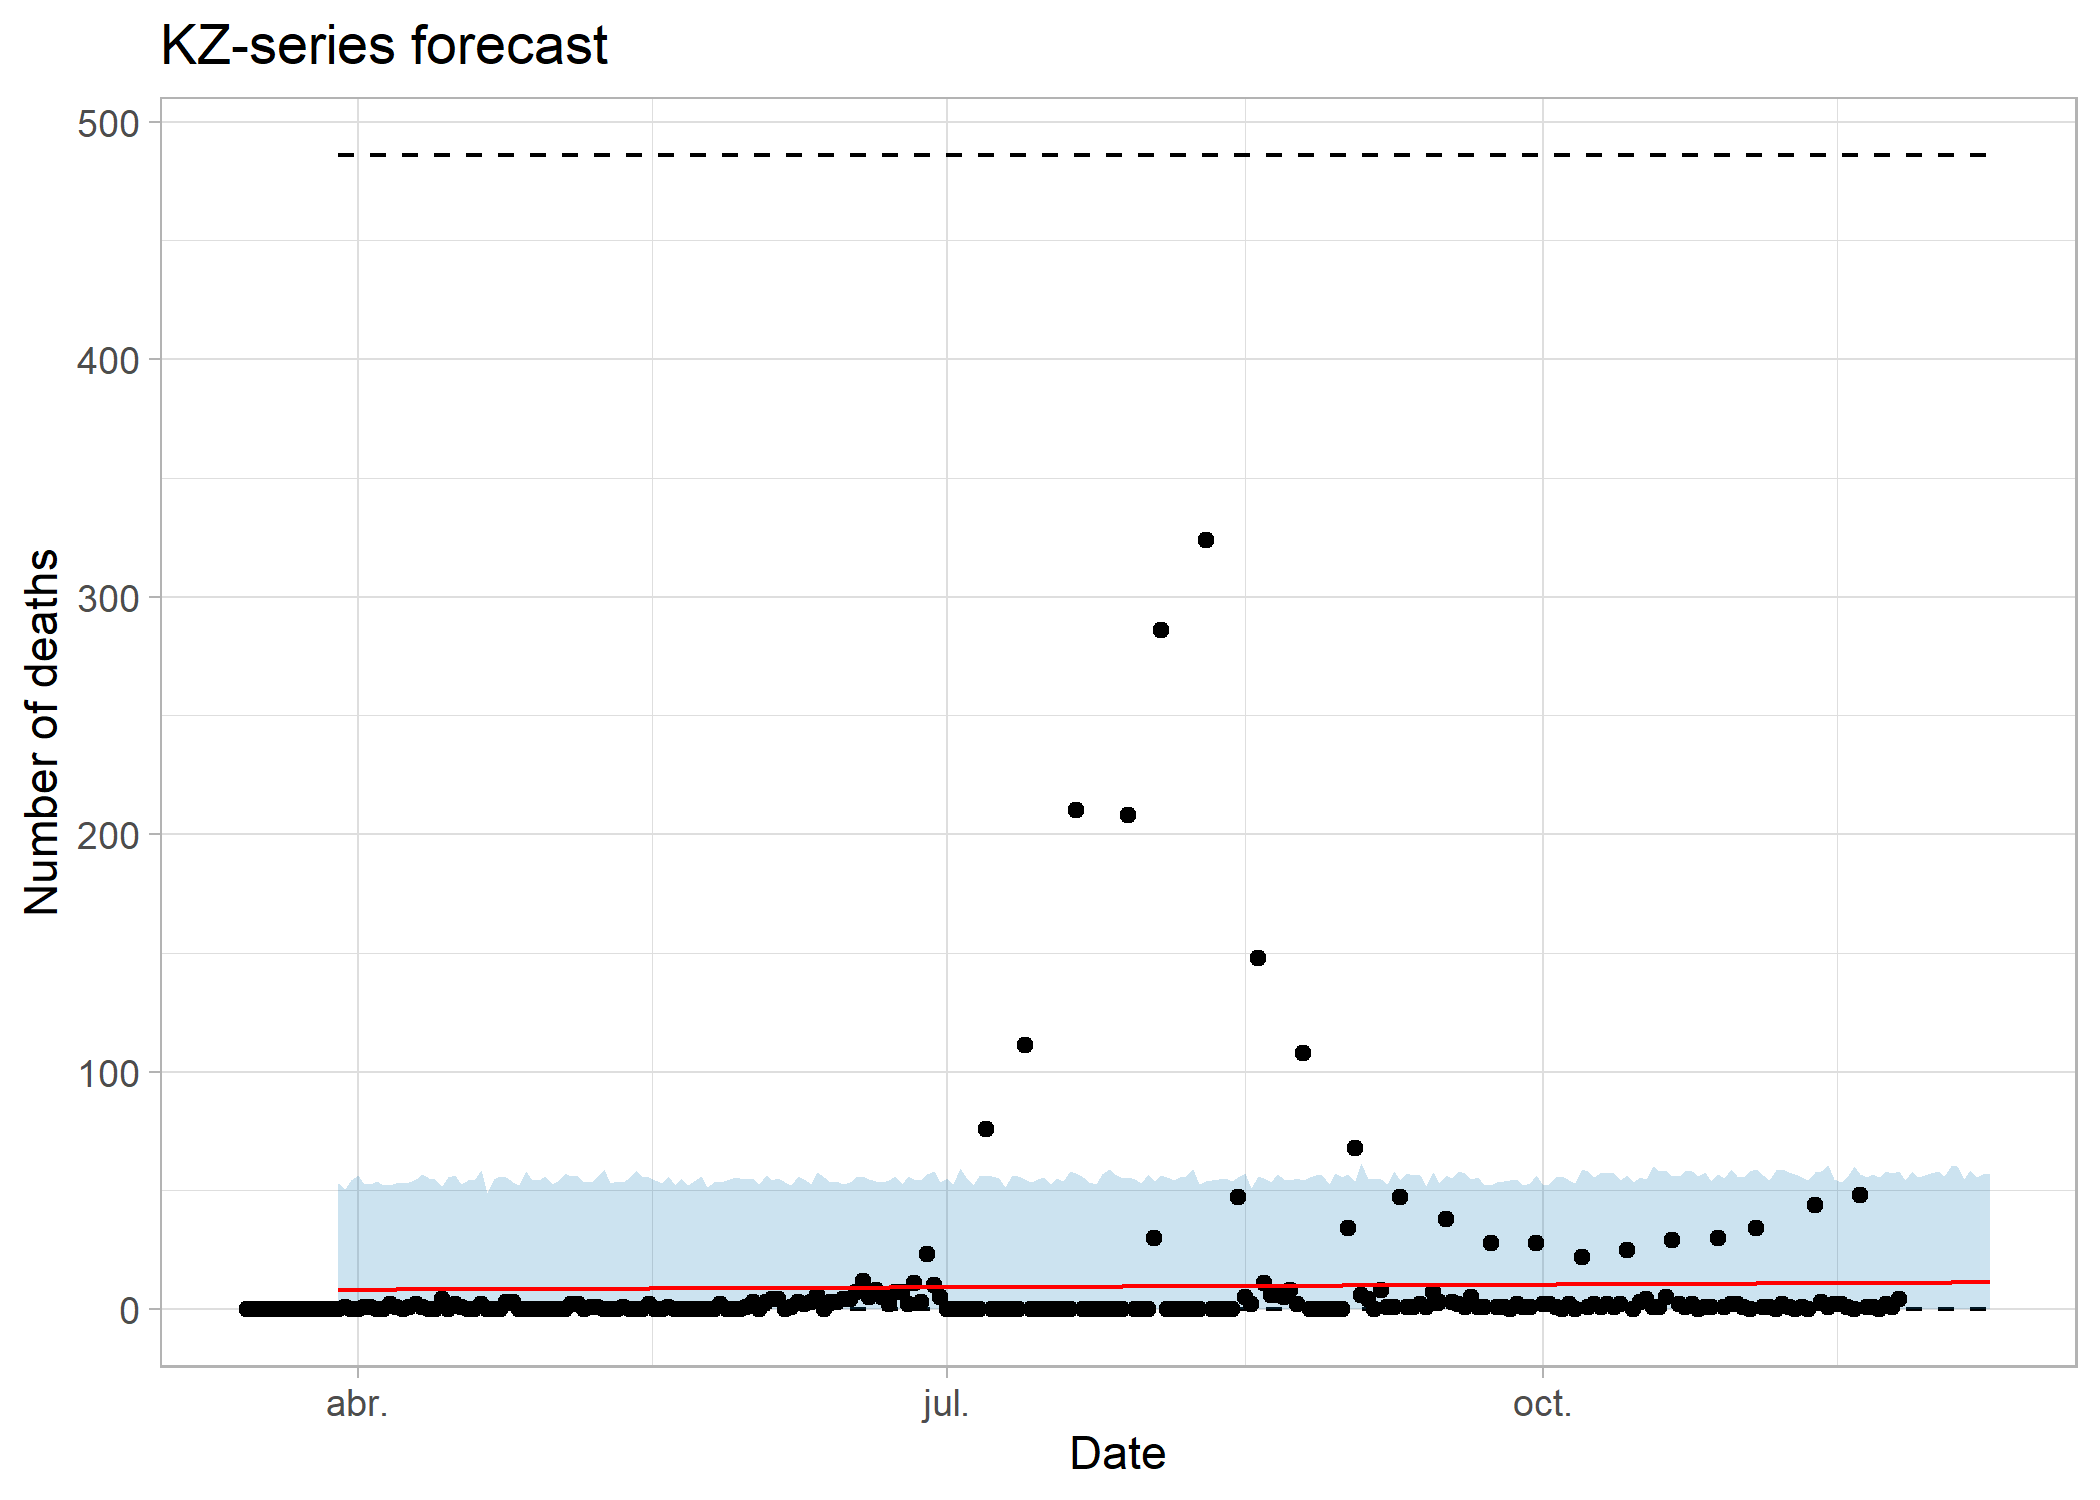 KZ-series forecast
500
400
300
200
100
0
Number of deaths
abr.
jul.
oct.
Date